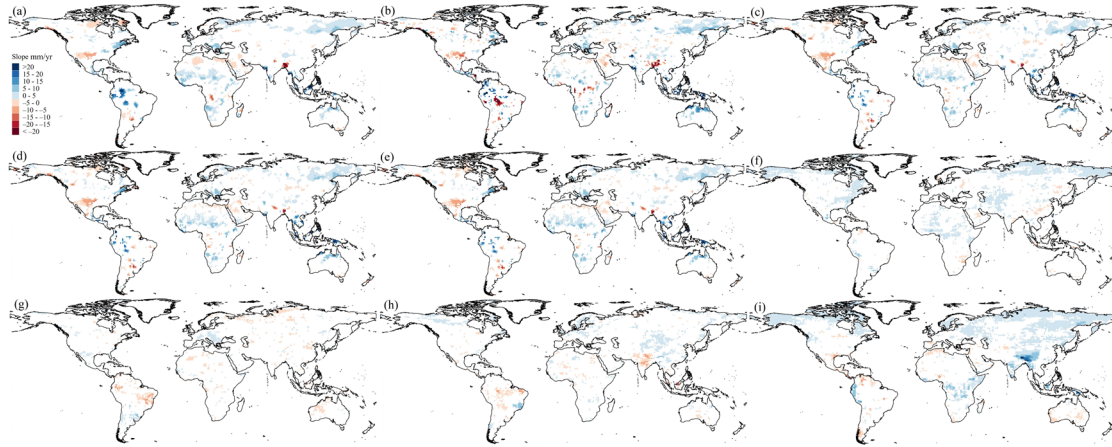 (a)
(b)
(c)
Slope mm/yr
>20
15 - 20
10 - 15
5 - 10
0 - 5
−5 - 0
−10 - −5
−15 - −10
−20 - −15
< −20
(d)
(e)
(f)
(g)
(h)
(i)